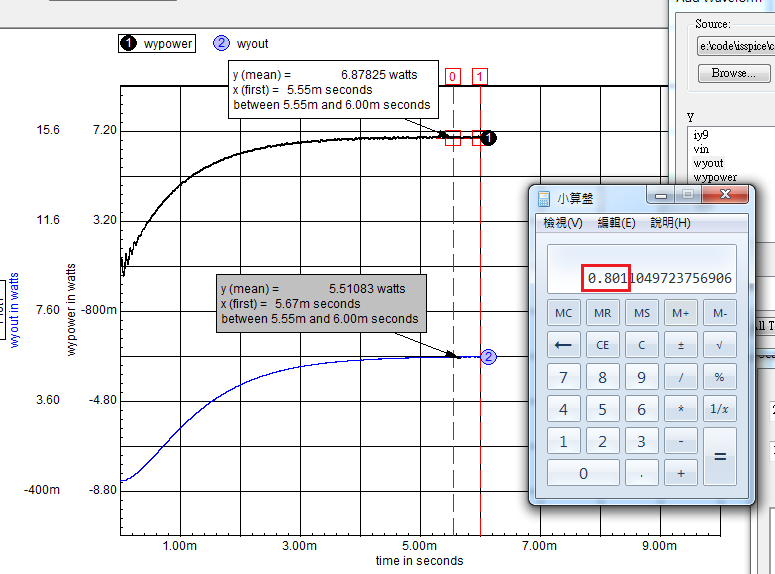 Add Waveform
1 wypower 2 wyout
y (mean) = 6.87825 watts
x (first) = 5.55m seconds
between 5.55m and 6.00m seconds
0 1
15.6 7.20
11.6 3.20
7.60 -800m
3.60 -4.80
-400m -8.80
wyout in watts
wypower in watts
1
y (mean) = 5.51083 watts
x (first) = 5.67m seconds
between 5.55m and 6.00m seconds
2
1.00m 3.00m 5.00m 7.00m 9.00m
time in seconds
Source:
e:\code\isspice\c
Browse...
Y
iy9
vin
wyout
wypower
小算盤
檢視(V) 編輯(E) 說明(H)
0.8011049723756906
MC MR MS M+ M-
← CE C ± √
7 8 9 / %
4 5 6 * 1/x
1 2 3 - =
0 . +
All T